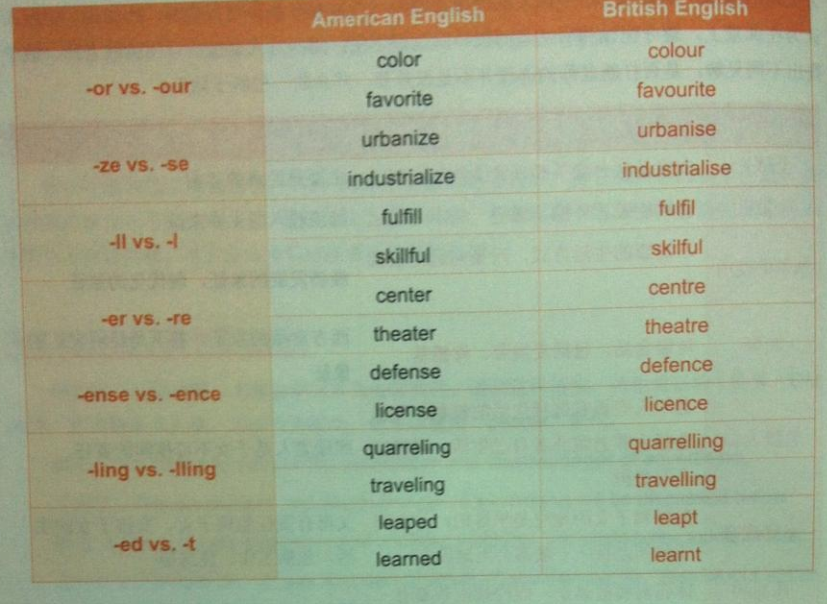 American English British English
-or vs. -our color colour
favorite favourite
-ze vs. -se urbanize urbanise
industrialize industrialise
-ll vs. -l fulfill fulfil
skillful skilful
-er vs. -re center centre
theater theatre
-ense vs. -ence defense defence
license licence
-ling vs. -lling quarreling quarrelling
traveling travelling
-ed vs. -t leaped leapt
learned learnt